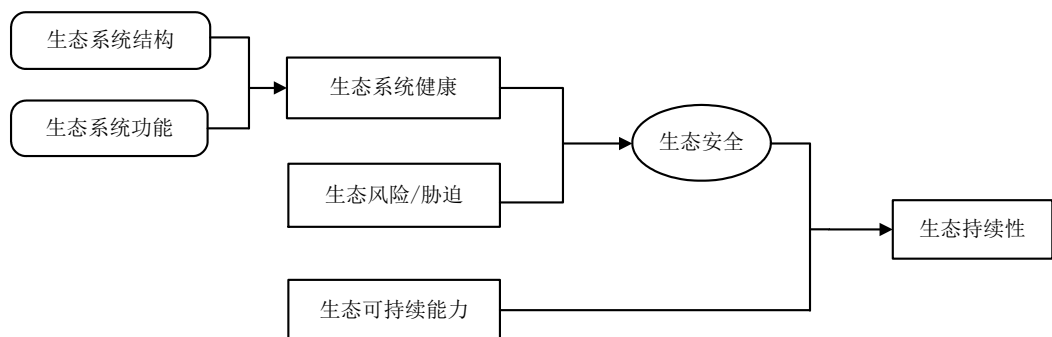 生态系统结构
生态系统功能
生态系统健康
生态风险/胁迫
生态可持续能力
生态安全
生态持续性